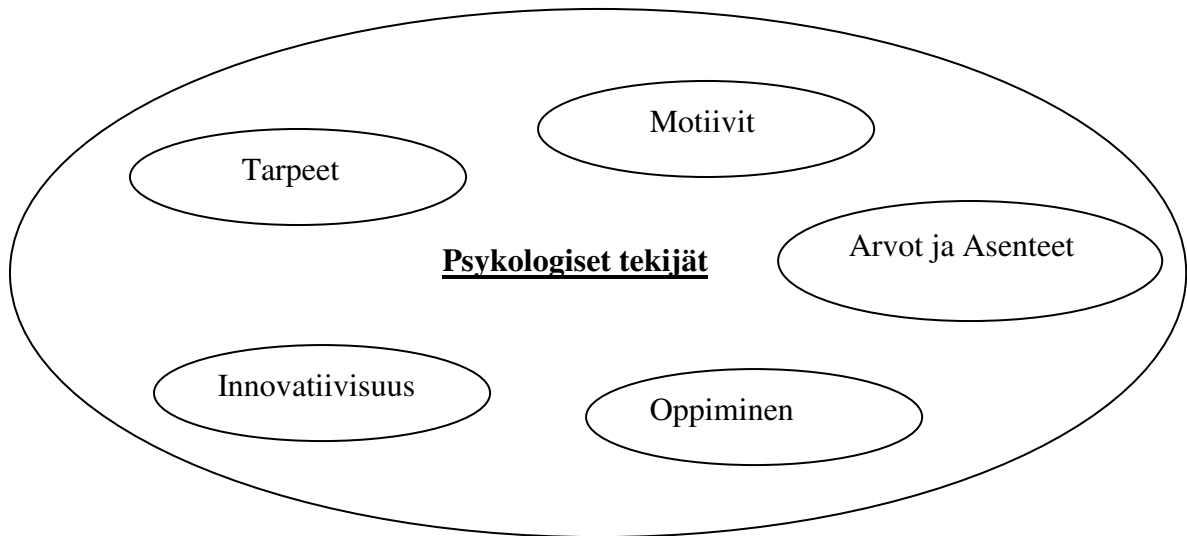 Motiivit
Tarpeet
Arvot ja Asenteet
Psykologiset tekijät
Innovatiivisuus
Oppiminen